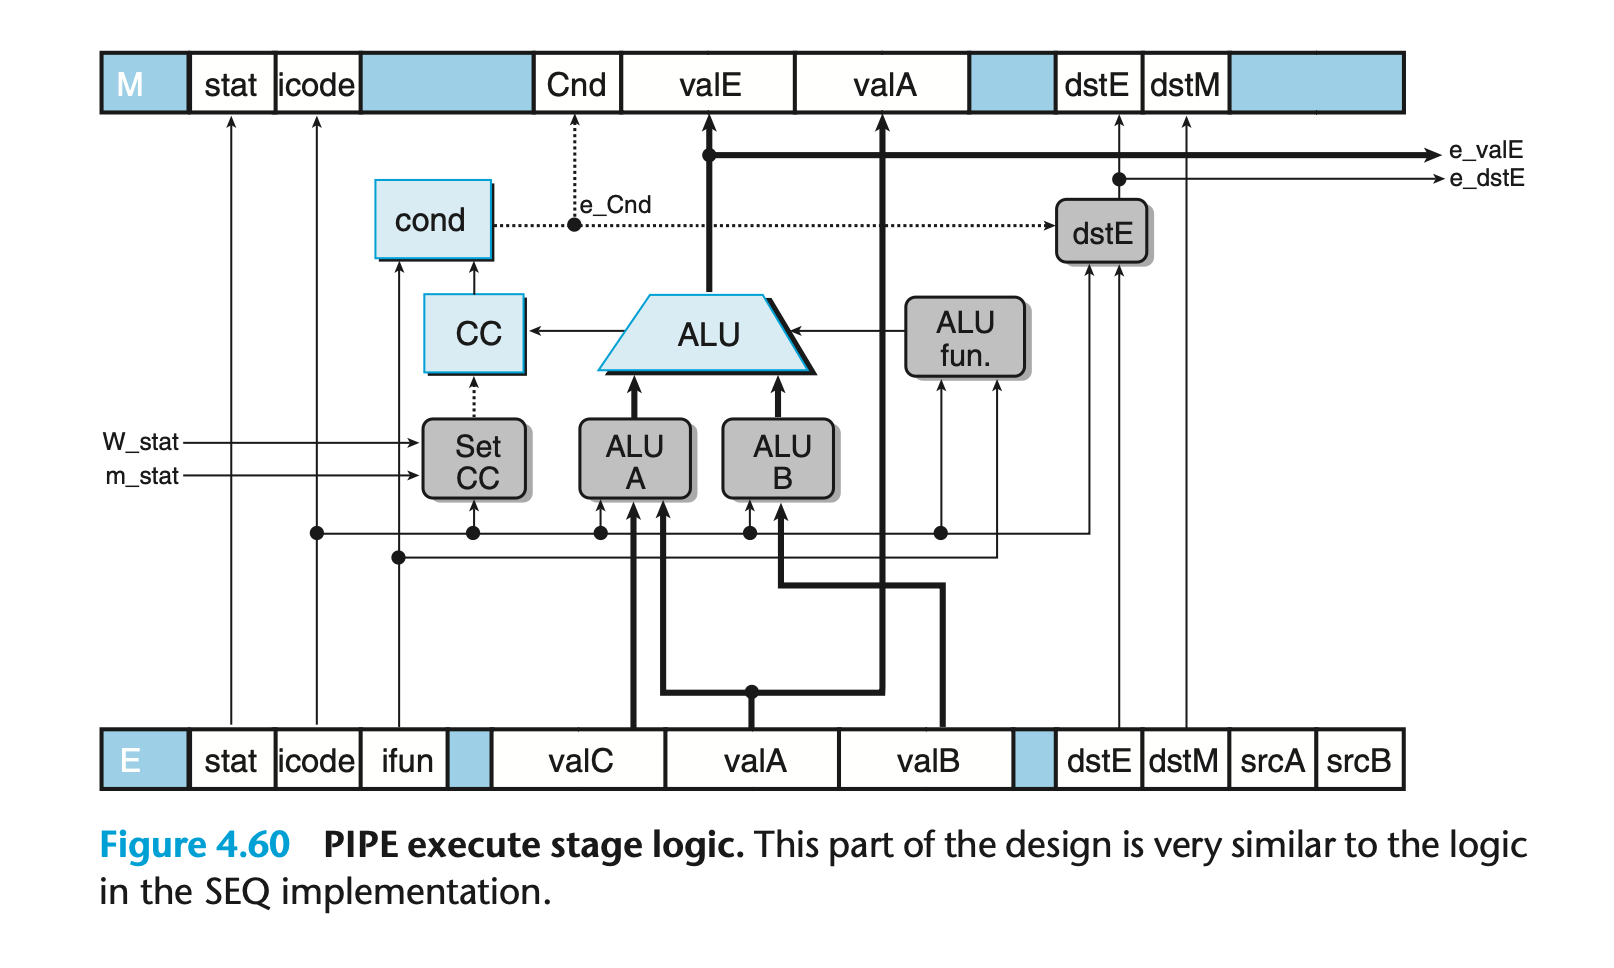 M stat icode Cnd valE valA dstE dstM
e_valE
e_dstE
e_Cnd
cond
dstE
CC
ALU
ALU
fun.
W_stat
m_stat
Set
CC
ALU
A
ALU
B
E stat icode ifun valC valA valB dstE dstM srcA srcB
Figure 4.60 PIPE execute stage logic. This part of the design is very similar to the logic
in the SEQ implementation.